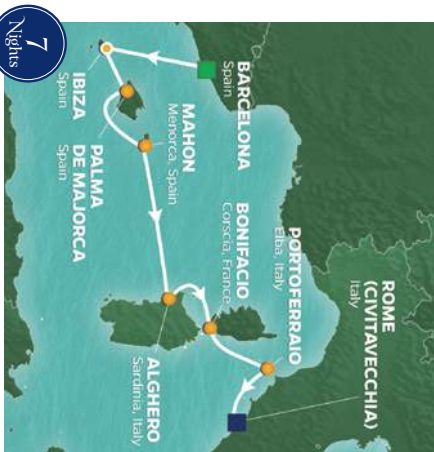 7
Nights
BARCELONA
Spain
IBIZA
Spain
PALMA
DE MAJORCA
Spain
MAHON
Menorca, Spain
ALGHERO
Sardinia, Italy
BONIFACIO
Corscia, France
PORTOFERRAIO
Elba, Italy
ROME
(CIVITAVECCHIA)
Italy